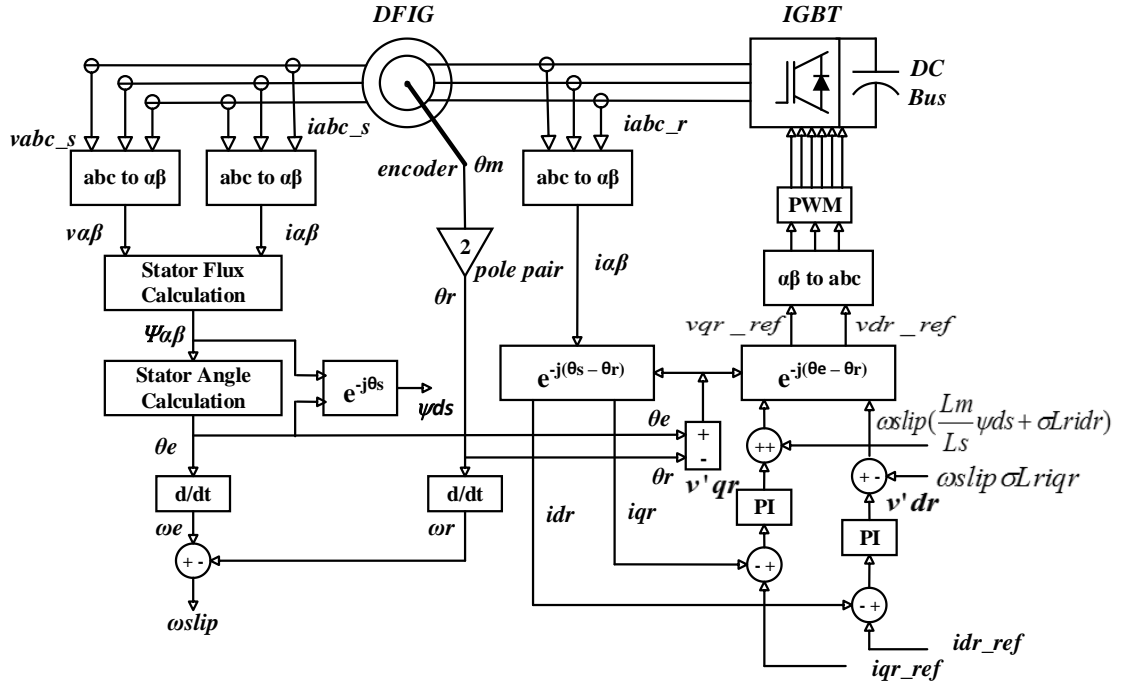 DFIG
IGBT
DC
Bus
vabc_s
iabc_s
iabc_r
encoder
θm
abc to αβ
abc to αβ
abc to αβ
PWM
vαβ
iαβ
2
pole pair
iαβ
αβ to abc
Stator Flux
Calculation
θr
vqr _ref
vdr _ref
Ψαβ
Stator Angle
Calculation
e^-jθs
ψds
e^-j(θs – θr)
e^-j(θe – θr)
θe
θe
+
-
θr
++
ωslip(Lm/Ls ψds + σLridr)
d/dt
d/dt
v'qr
+ -
ωslip σLriqr
v'dr
ωe
ωr
idr
iqr
PI
PI
+ -
- +
- +
ωslip
idr_ref
iqr_ref